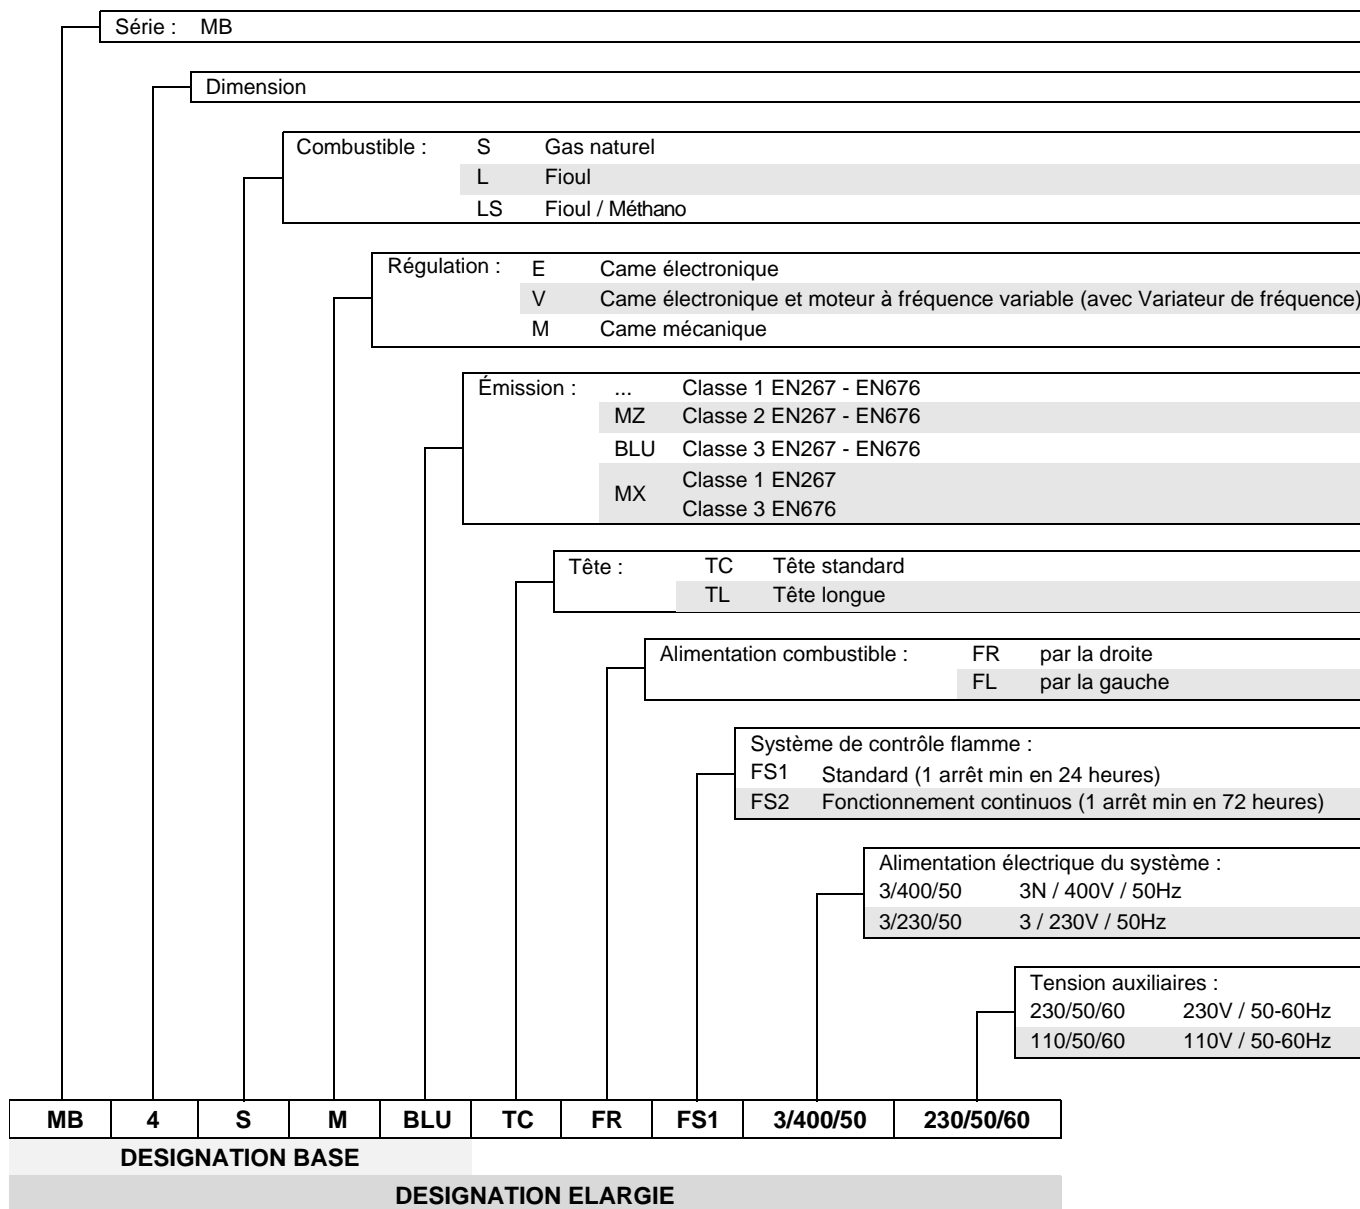 Série : MB
Dimension
Combustible : S Gas naturel
L Fioul
LS Fioul / Méthano
Régulation : E Came électronique
V Came électronique et moteur à fréquence variable (avec Variateur de fréquence)
M Came mécanique
Émission : ... Classe 1 EN267 - EN676
MZ Classe 2 EN267 - EN676
BLU Classe 3 EN267 - EN676
MX Classe 1 EN267
Classe 3 EN676
Tête : TC Tête standard
TL Tête longue
Alimentation combustible : FR par la droite
FL par la gauche
Système de contrôle flamme :
FS1 Standard (1 arrêt min en 24 heures)
FS2 Fonctionnement continuos (1 arrêt min en 72 heures)
Alimentation électrique du système :
3/400/50 3N / 400V / 50Hz
3/230/50 3 / 230V / 50Hz
Tension auxiliaires :
230/50/60 230V / 50-60Hz
110/50/60 110V / 50-60Hz
MB 4 S M BLU TC FR FS1 3/400/50 230/50/60
DESIGNATION BASE
DESIGNATION ELARGIE